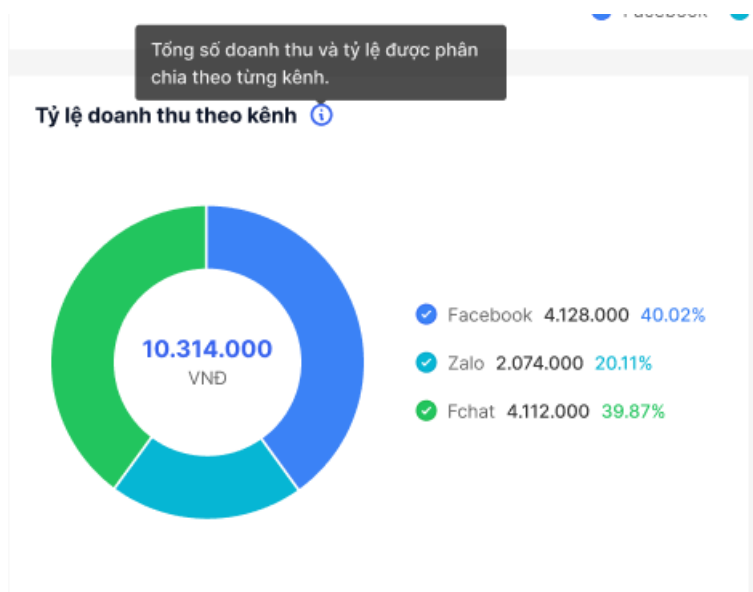 Facebook
Tổng số doanh thu và tỷ lệ được phân
chia theo từng kênh.
Tỷ lệ doanh thu theo kênh
10.314.000
VNĐ
Facebook 4.128.000 40.02%
Zalo 2.074.000 20.11%
Fchat 4.112.000 39.87%